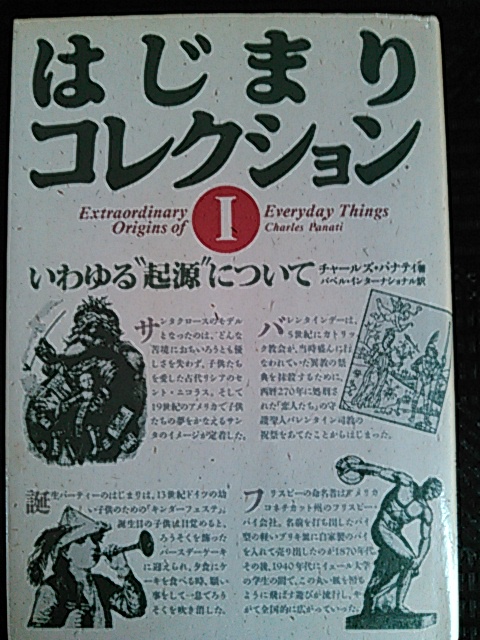 はじまり
コレクション
Extraordinary Origins of
I
Everyday Things
Charles Panati
いわゆる"起源"について
チャールズ・パナティ著
バベル・インターナショナル訳
サンタクロースのモデル
となったのは、どんな
苦境におちいろうとも優
しさを失わず、子供たち
を愛した古代リシアのセ
ント・ニコラス。そして
19世紀のアメリカで子供
たちの夢をかなえるサン
タのイメージが定着した。
バレンタインデーは、
5世紀にカトリッ
ク教会が、当時盛んに行
なわれていた異教の祭
典を抹殺するために、
西暦270年に処刑さ
れた「恋人たち」の守
護聖人バレンタイン司教の
祝祭をあてたことからはじまった。
誕生パーティーのはじまりは、13世紀ドイツの幼
い子供のための「キンダーフェステ」。
誕生日の子供は目覚めると、
ろうそくを飾った
バースデーケーキ
に迎えられ、夕食にケ
ーキを食べる時、願い
事をして一息でろう
そくを吹き消した。
フリスビーの命名者はアメリカ
コネチカット州のフリスビー・
パイ会社。名前を打ち出したパイ
型の軽いブリキ皿に自家製のパイ
を入れて売り出したのが1870年代。
その後、1940年代にイェール大学
の学生の間で、この丸い皿を円盤の
ように飛ばす遊びが流行し、や
がて全国的に広がっていった。